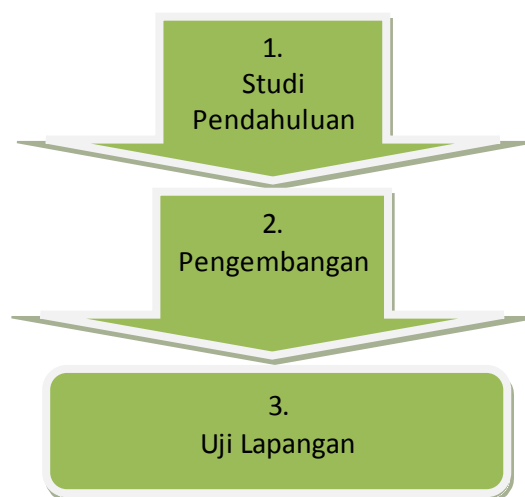 1.
Studi
Pendahuluan
2.
Pengembangan
3.
Uji Lapangan